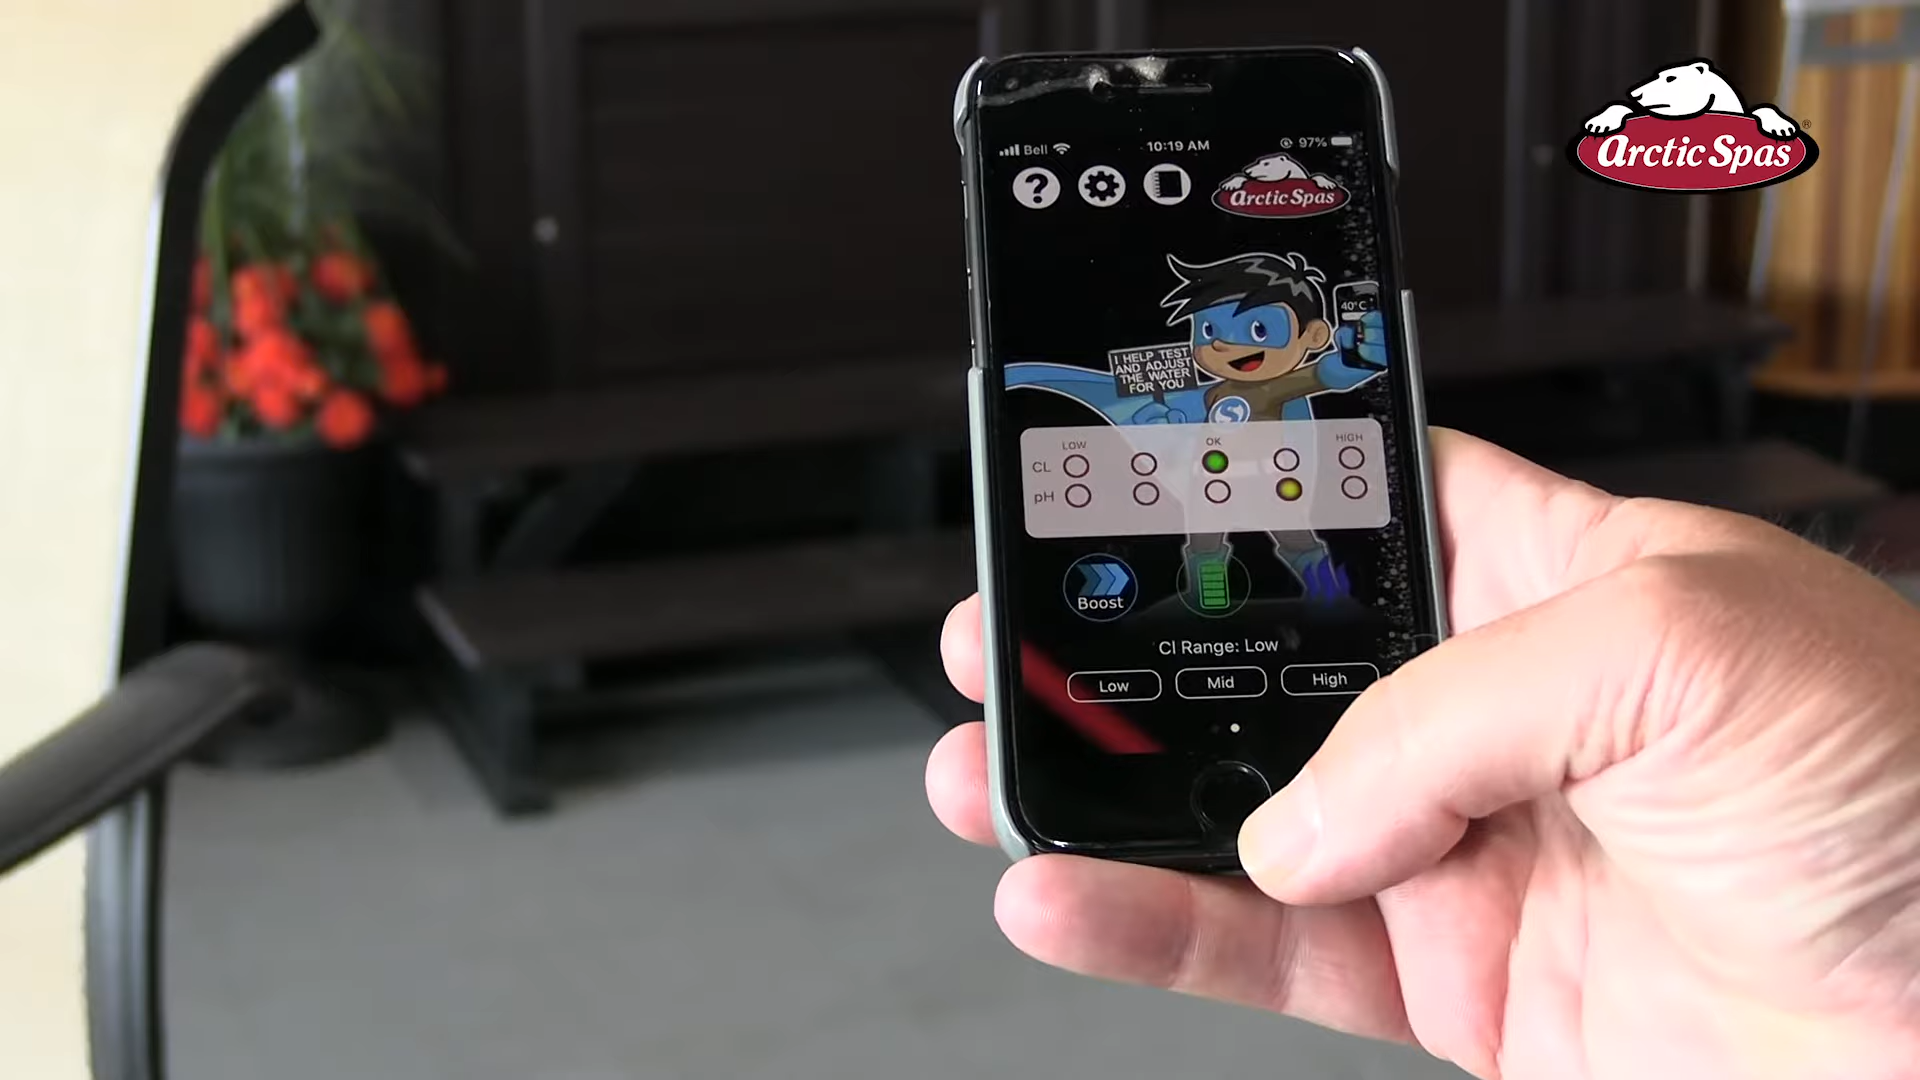 Bell
10:19 AM
97%
?
Arctic Spas
40°C
I HELP TEST
AND ADJUST
THE WATER
FOR YOU
S
LOW
OK
HIGH
CL
pH
Boost
Cl Range: Low
Low
Mid
High
Arctic Spas®